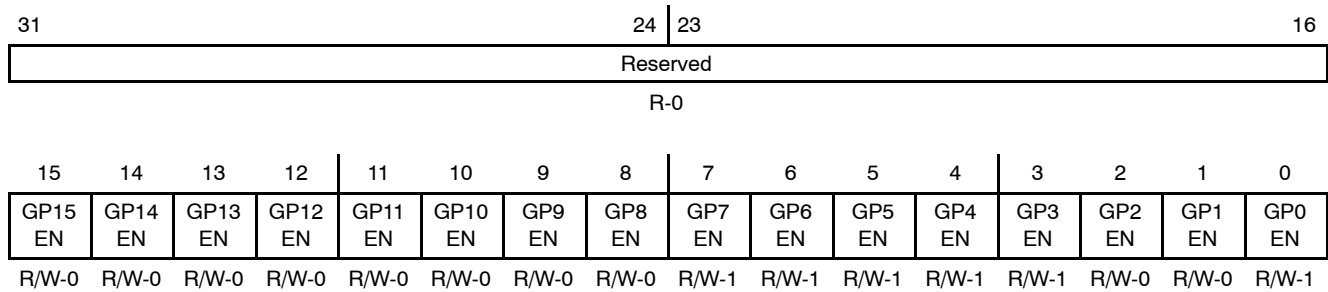 31 24 23 16
Reserved
R-0
15 14 13 12 11 10 9 8 7 6 5 4 3 2 1 0
GP15 GP14 GP13 GP12 GP11 GP10 GP9 GP8 GP7 GP6 GP5 GP4 GP3 GP2 GP1 GP0
EN EN EN EN EN EN EN EN EN EN EN EN EN EN EN EN
R/W-0 R/W-0 R/W-0 R/W-0 R/W-0 R/W-0 R/W-0 R/W-0 R/W-1 R/W-1 R/W-1 R/W-1 R/W-1 R/W-0 R/W-0 R/W-1